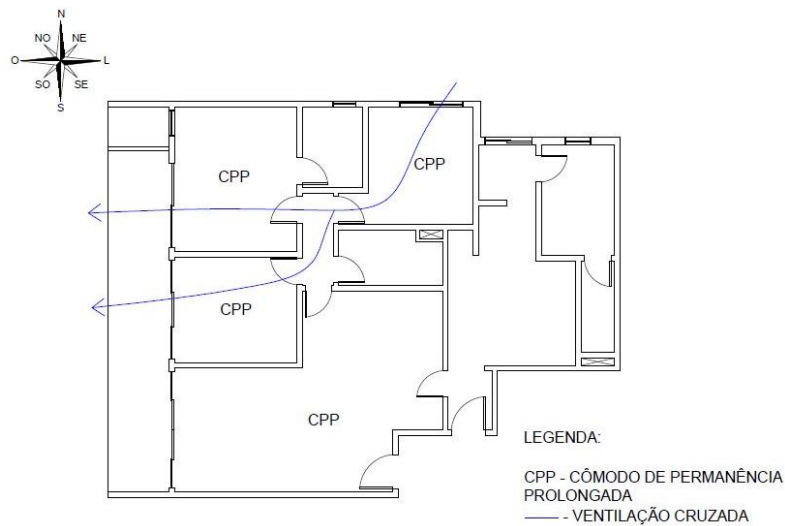 N
NO NE
O L
SO SE
S
CPP
CPP
CPP
CPP
LEGENDA:
CPP - CÔMODO DE PERMANÊNCIA
PROLONGADA
- VENTILAÇÃO CRUZADA